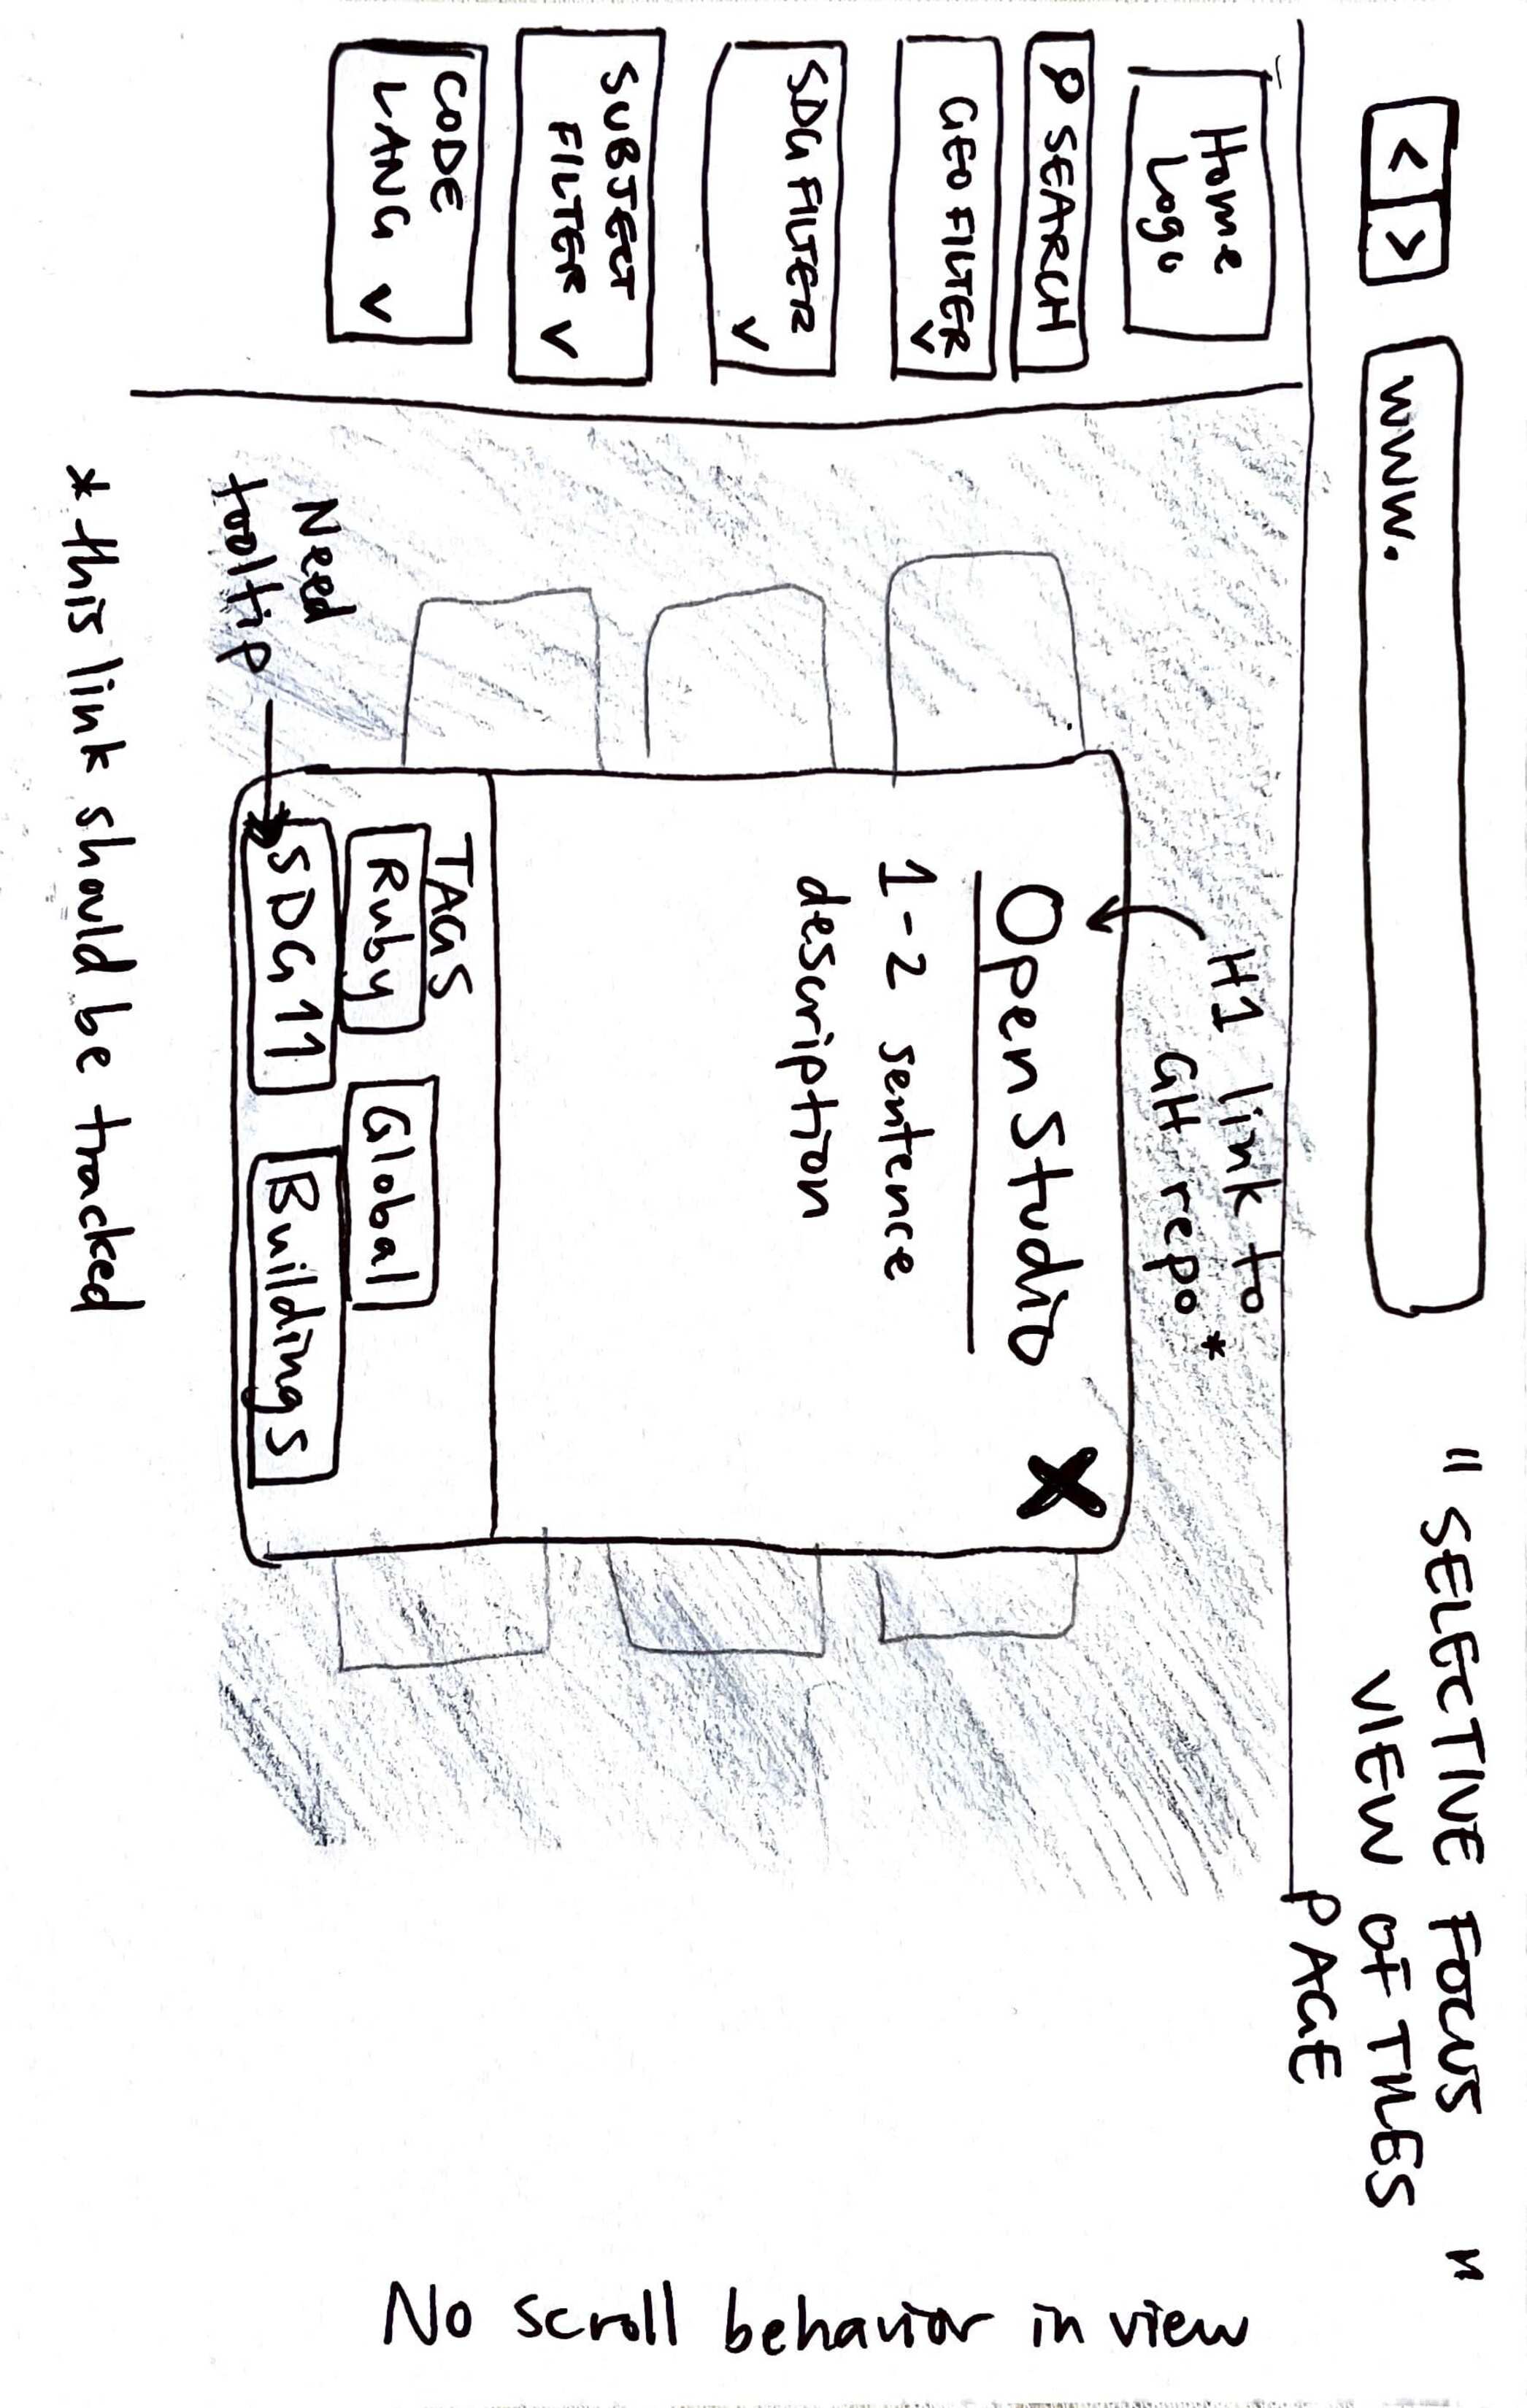 < >
www.
" SELECTIVE FOCUS "
VIEW OF TILES
PAGE
Home
Logo
SEARCH
GEO FILTER
SDG FILTER
SUBJECT
FILTER
CODE
LANG
H1 link to
GH repo*
OpenStudio
X
1-2 sentence
description
TAGS
Ruby
Global
SDG 11
Buildings
Need
tooltip
* this link should be tracked
No scroll behavior in view